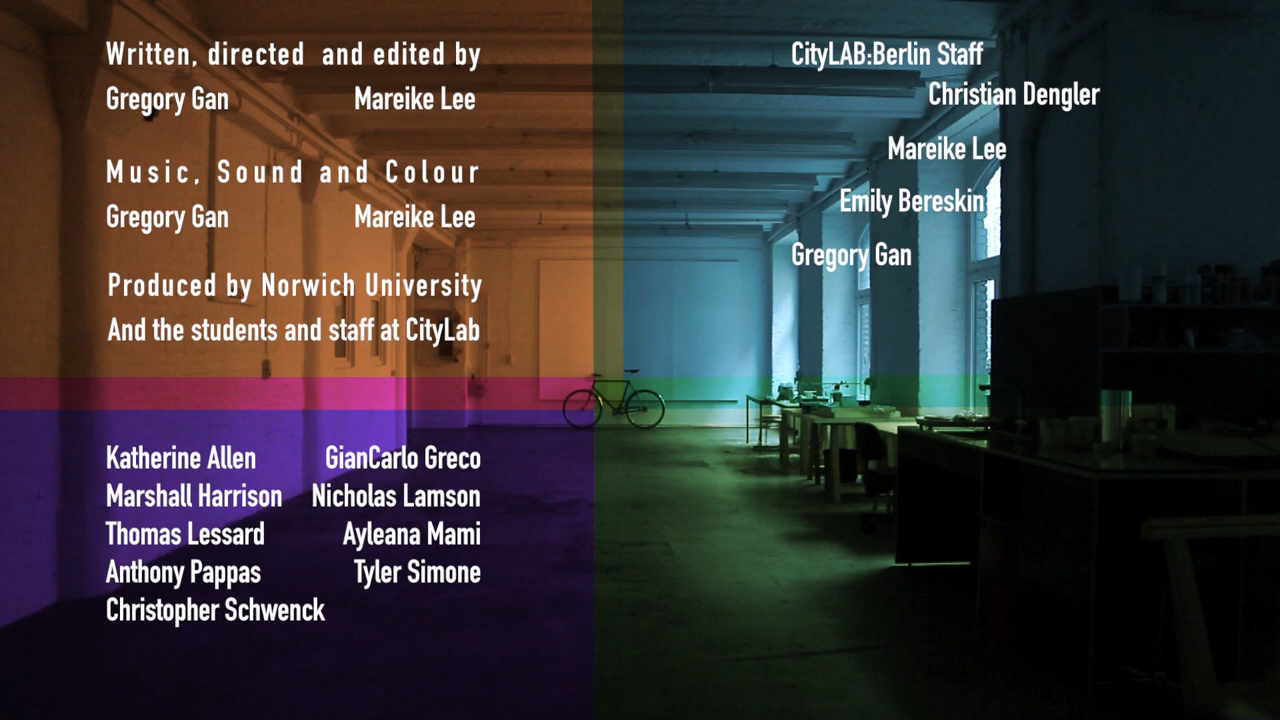 Written, directed and edited by
Gregory Gan Mareike Lee
Music, Sound and Colour
Gregory Gan Mareike Lee
Produced by Norwich University
And the students and staff at CityLab
Katherine Allen GianCarlo Greco
Marshall Harrison Nicholas Lamson
Thomas Lessard Ayleana Mami
Anthony Pappas Tyler Simone
Christopher Schwenck
CityLAB:Berlin Staff
Christian Dengler
Mareike Lee
Emily Bereskin
Gregory Gan